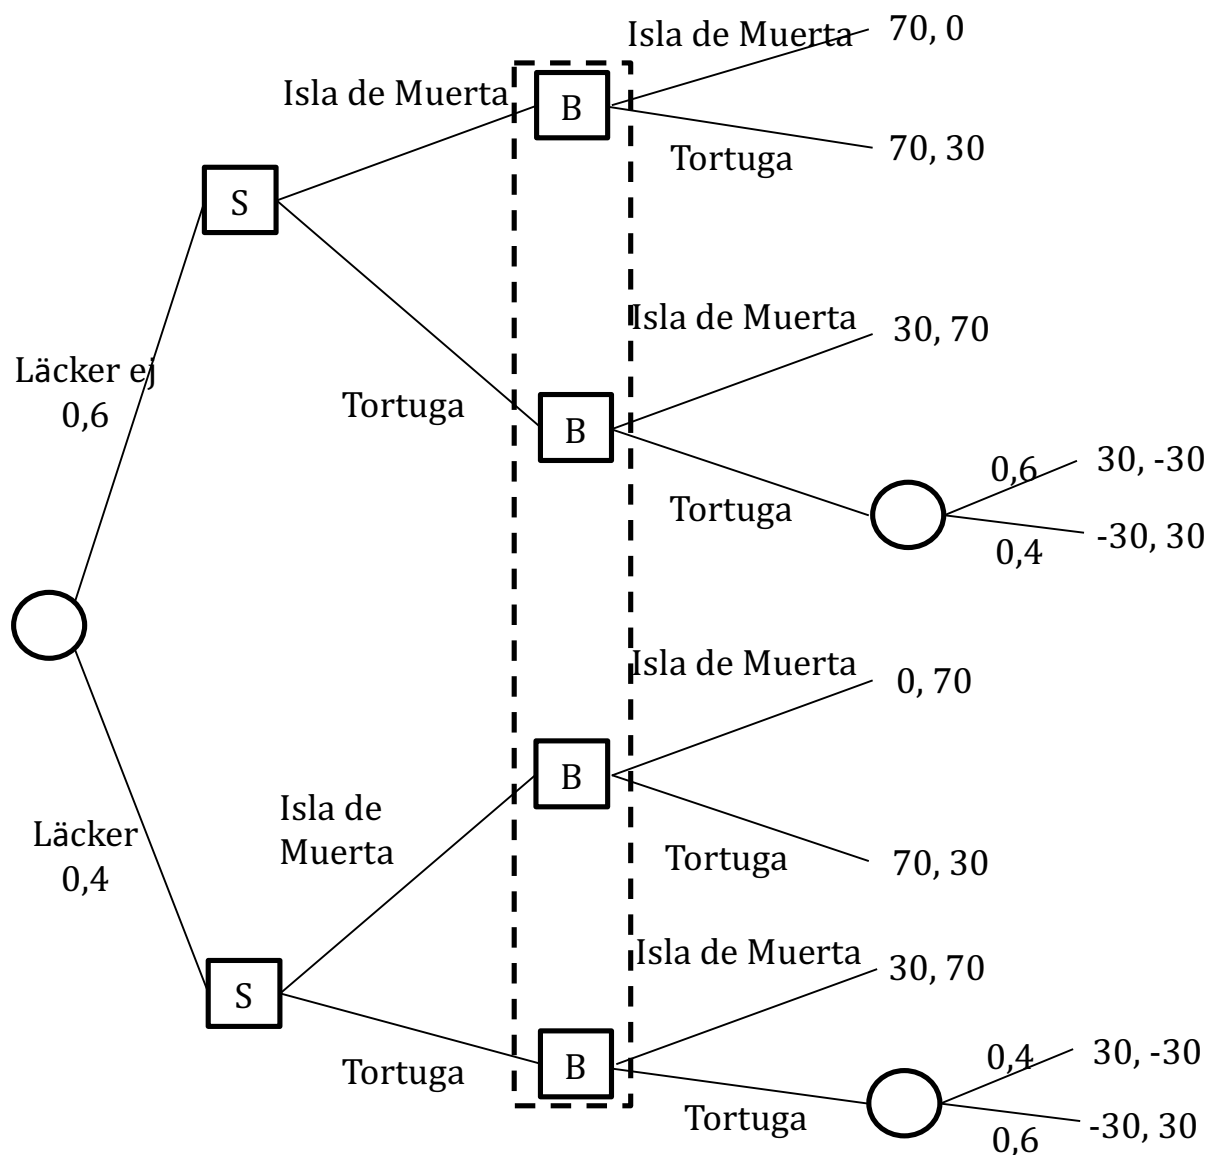 Isla de Muerta
70, 0
Isla de Muerta
B
Tortuga
70, 30
S
Isla de Muerta
30, 70
Läcker ej
0,6
Tortuga
B
Tortuga
0,6
30, -30
0,4
-30, 30
Isla de Muerta
0, 70
B
Isla de
Muerta
Läcker
0,4
Tortuga
70, 30
Isla de Muerta
30, 70
S
Tortuga
B
0,4
30, -30
Tortuga
0,6
-30, 30